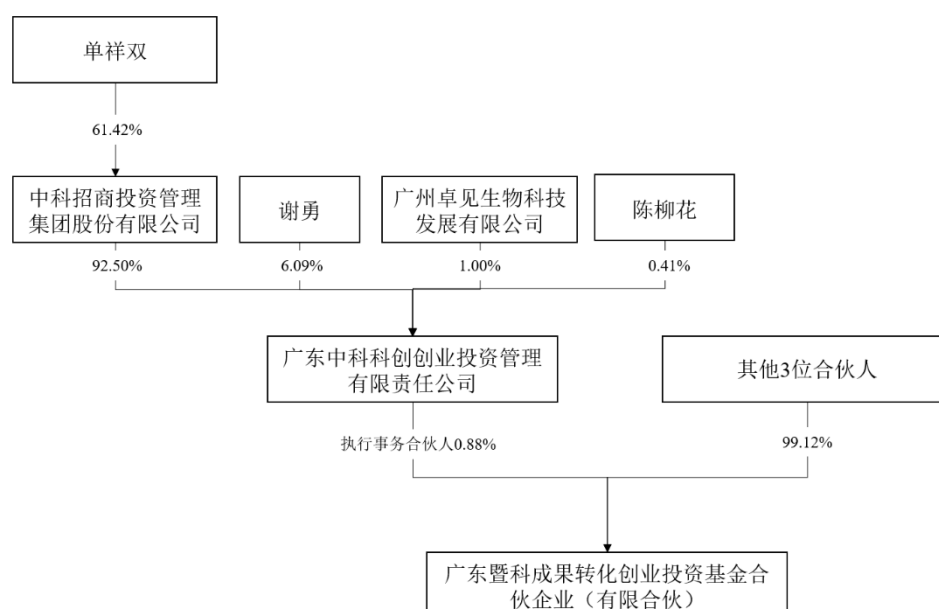 单祥双
61.42%
中科招商投资管理
集团股份有限公司
谢勇
广州卓见生物科技
发展有限公司
陈柳花
92.50%
6.09%
1.00%
0.41%
广东中科科创创业投资管理
有限责任公司
其他3位合伙人
执行事务合伙人0.88%
99.12%
广东暨科成果转化创业投资基金合
伙企业（有限合伙）